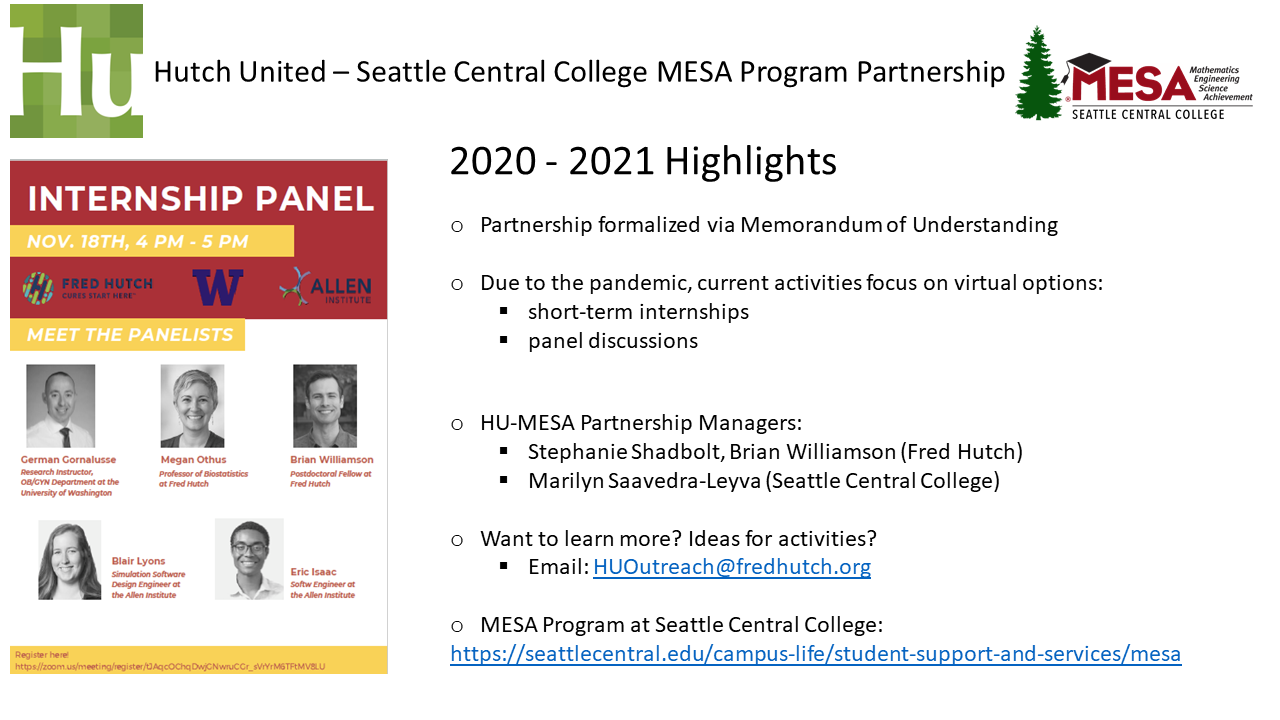 Hu
Hutch United – Seattle Central College MESA Program Partnership
MESA
®
Mathematics
Engineering
Science
Achievement
SEATTLE CENTRAL COLLEGE
INTERNSHIP PANEL
NOV. 18TH, 4 PM - 5 PM
FRED HUTCH
CURES START HERE™
W
ALLEN
INSTITUTE
MEET THE PANELISTS
German Gornalusse
Research Instructor,
OB/GYN Department at the
University of Washington
Megan Othus
Professor of Biostatistics
at Fred Hutch
Brian Williamson
Postdoctoral Fellow at
Fred Hutch
Blair Lyons
Simulation Software
Design Engineer at
the Allen Institute
Eric Isaac
Softw Engineer at
the Allen Institute
Register here!
2020 - 2021 Highlights
o Partnership formalized via Memorandum of Understanding
o Due to the pandemic, current activities focus on virtual options:
▪ short-term internships
▪ panel discussions
o HU-MESA Partnership Managers:
▪ Stephanie Shadbolt, Brian Williamson (Fred Hutch)
▪ Marilyn Saavedra-Leyva (Seattle Central College)
o Want to learn more? Ideas for activities?
▪ Email: HUOutreach@fredhutch.org
o MESA Program at Seattle Central College:
https://seattlecentral.edu/campus-life/student-support-and-services/mesa